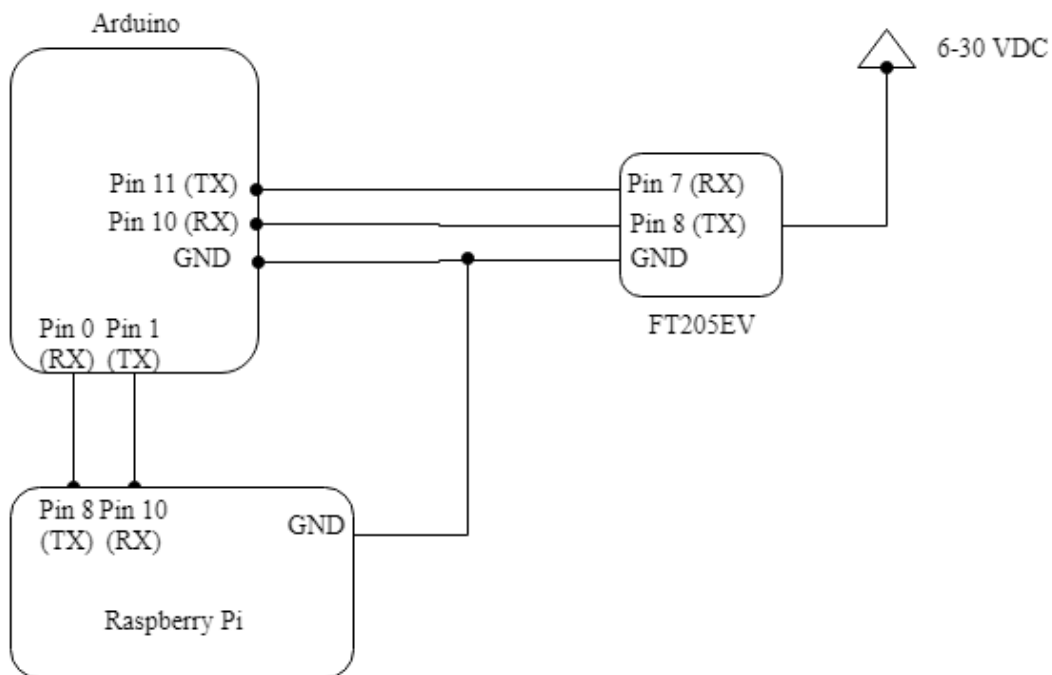 Arduino
6-30 VDC
Pin 11 (TX)
Pin 7 (RX)
Pin 10 (RX)
Pin 8 (TX)
GND
GND
FT205EV
Pin 0 Pin 1
(RX) (TX)
Pin 8 Pin 10
(TX) (RX)
GND
Raspberry Pi